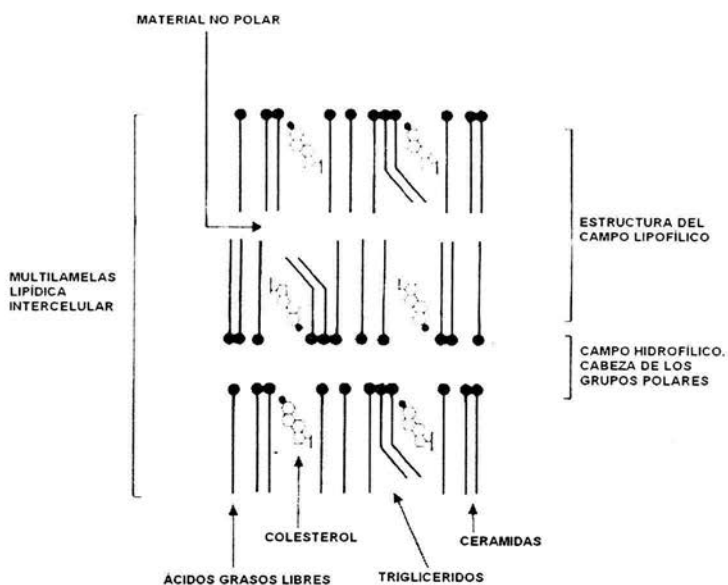 MATERIAL NO POLAR
ESTRUCTURA DEL
CAMPO LIPOFÍLICO
MULTILAMELAS
LIPÍDICA
INTERCELULAR
CAMPO HIDROFÍLICO.
CABEZA DE LOS
GRUPOS POLARES
COLESTEROL
CERAMIDAS
ÁCIDOS GRASOS LIBRES
TRIGLICERIDOS